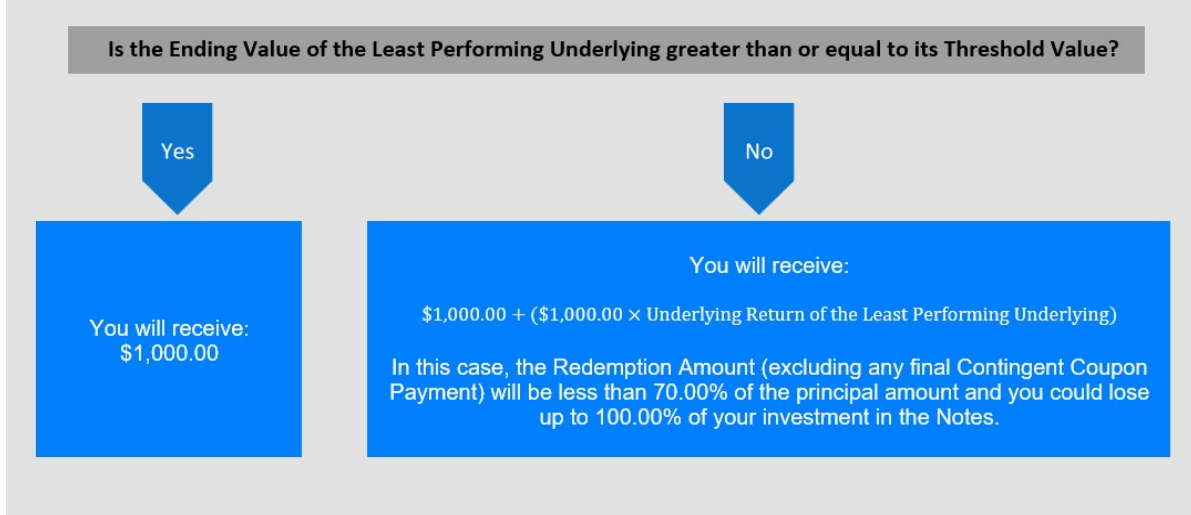 Is the Ending Value of the Least Performing Underlying greater than or equal to its Threshold Value?
Yes
No
You will receive:
$1,000.00
You will receive:
$1,000.00 + ($1,000.00 × Underlying Return of the Least Performing Underlying)
In this case, the Redemption Amount (excluding any final Contingent Coupon
Payment) will be less than 70.00% of the principal amount and you could lose
up to 100.00% of your investment in the Notes.